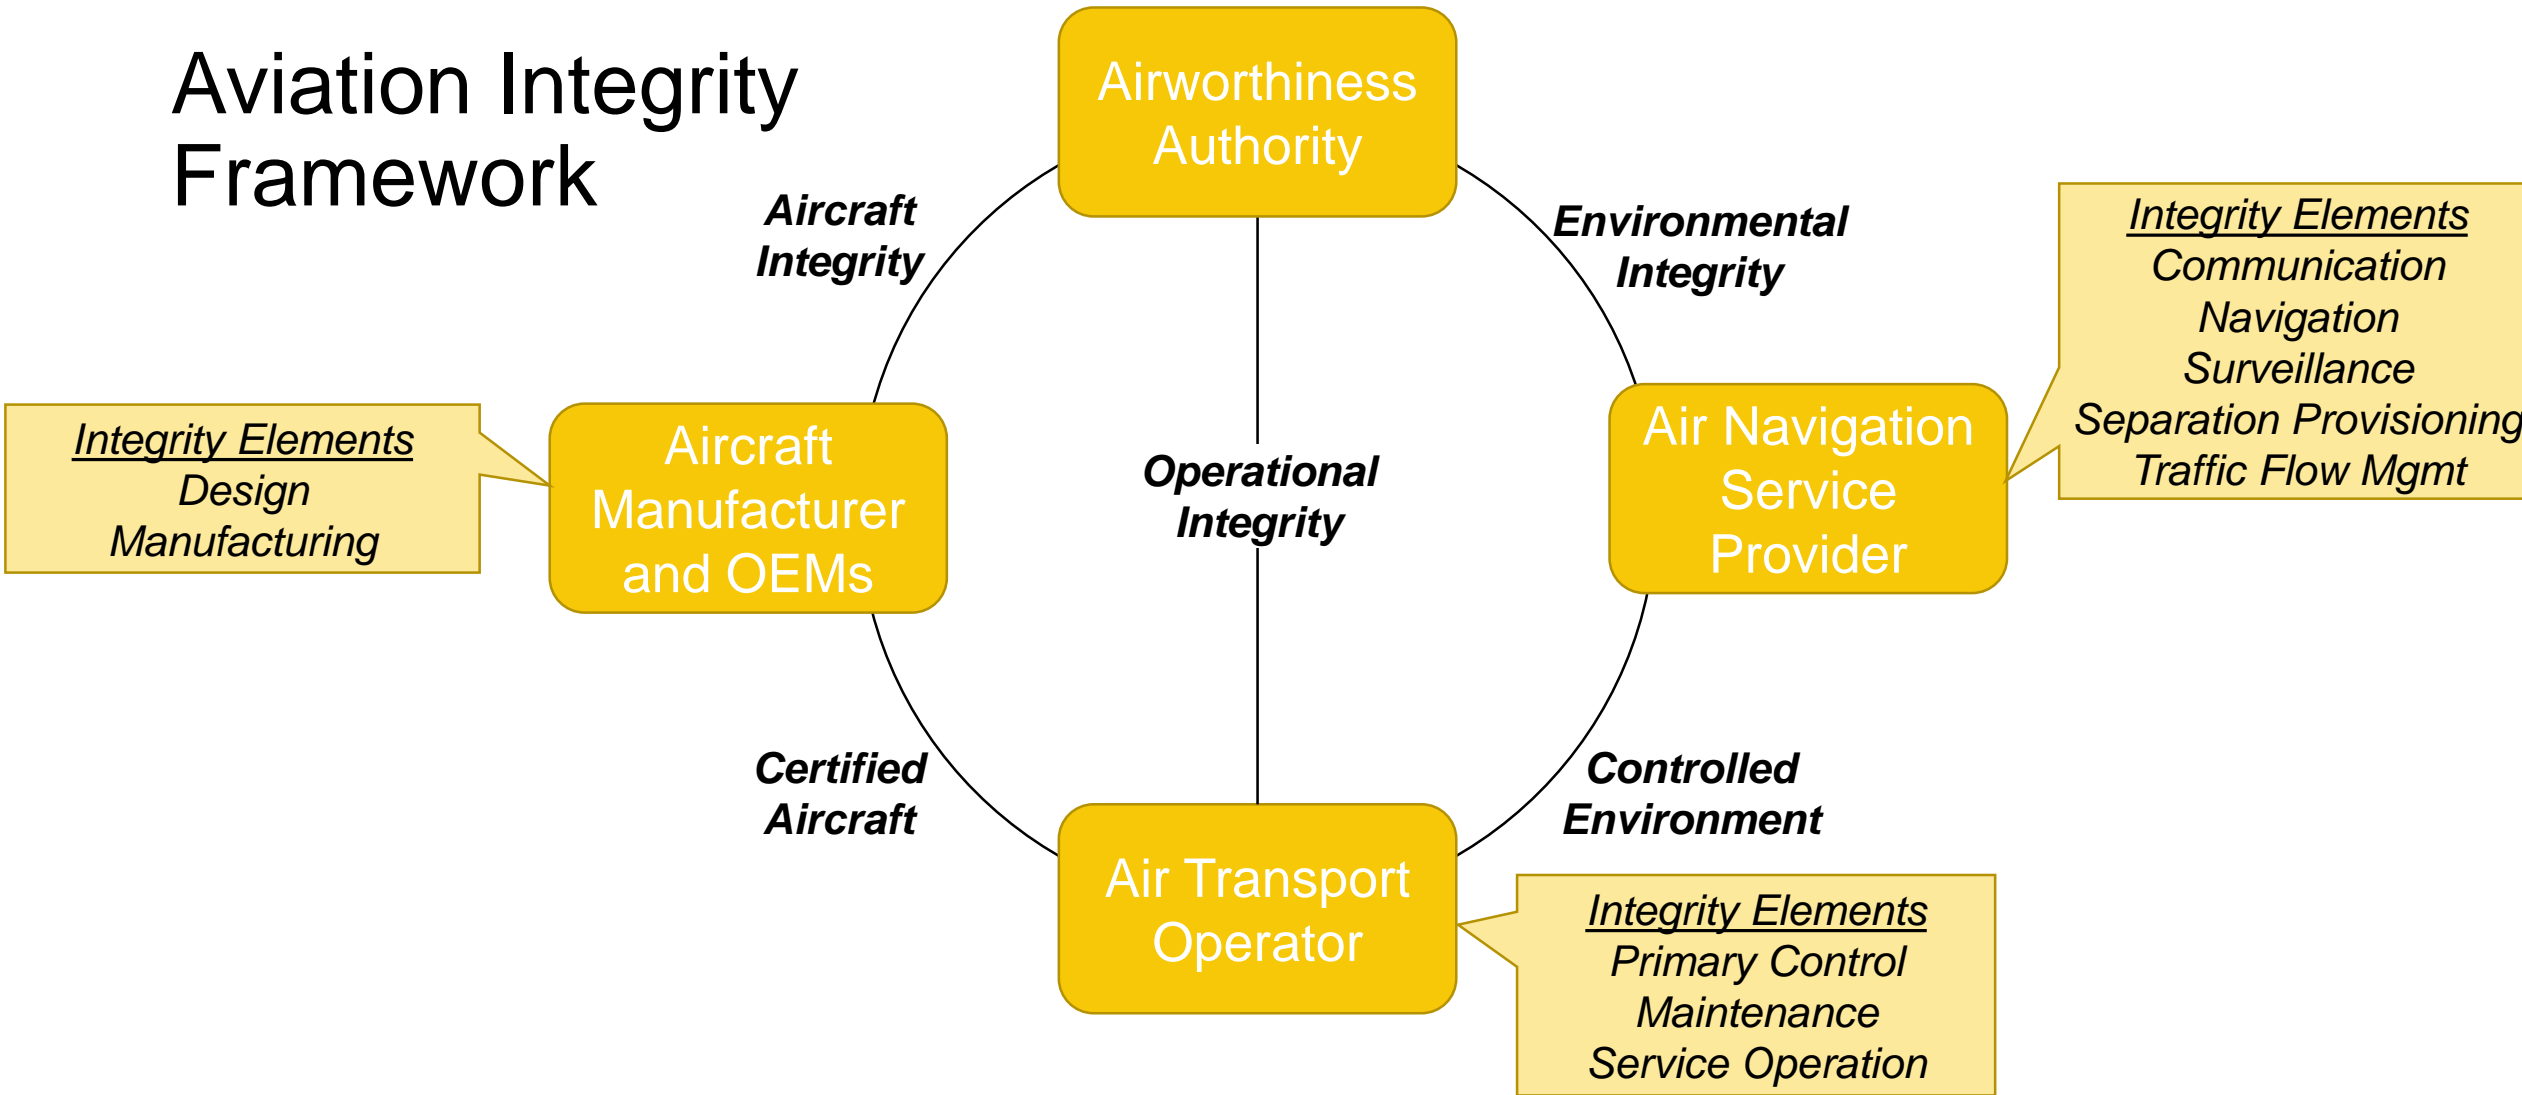 Aviation Integrity
Framework
Airworthiness
Authority
Aircraft
Integrity
Environmental
Integrity
Integrity Elements
Communication
Navigation
Surveillance
Separation Provisioning
Traffic Flow Mgmt
Integrity Elements
Design
Manufacturing
Aircraft
Manufacturer
and OEMs
Operational
Integrity
Air Navigation
Service
Provider
Certified
Aircraft
Controlled
Environment
Air Transport
Operator
Integrity Elements
Primary Control
Maintenance
Service Operation